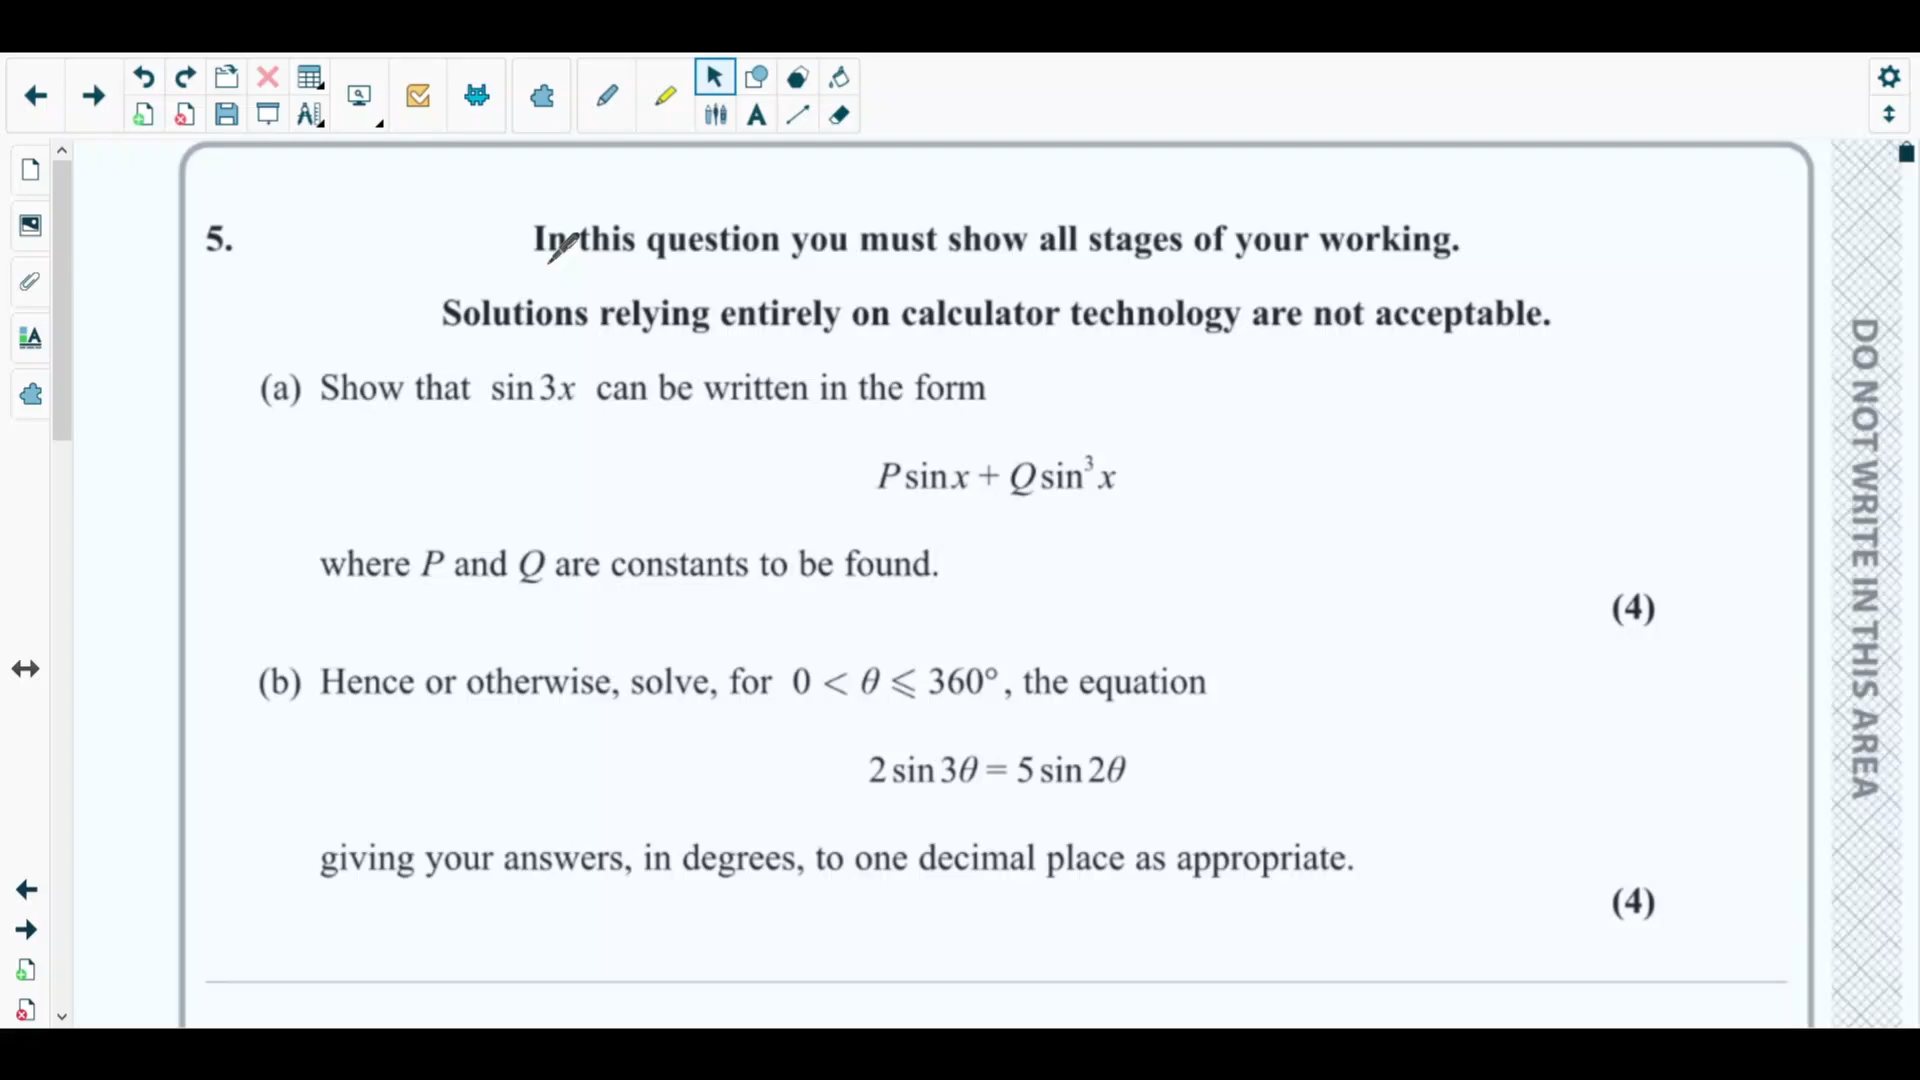 5. In this question you must show all stages of your working.
Solutions relying entirely on calculator technology are not acceptable.
(a) Show that sin 3x can be written in the form
P sin x + Q sin³ x
where P and Q are constants to be found.
(4)
(b) Hence or otherwise, solve, for 0 < θ ⩽ 360°, the equation
2 sin 3θ = 5 sin 2θ
giving your answers, in degrees, to one decimal place as appropriate.
(4)
DO NOT WRITE IN THIS AREA